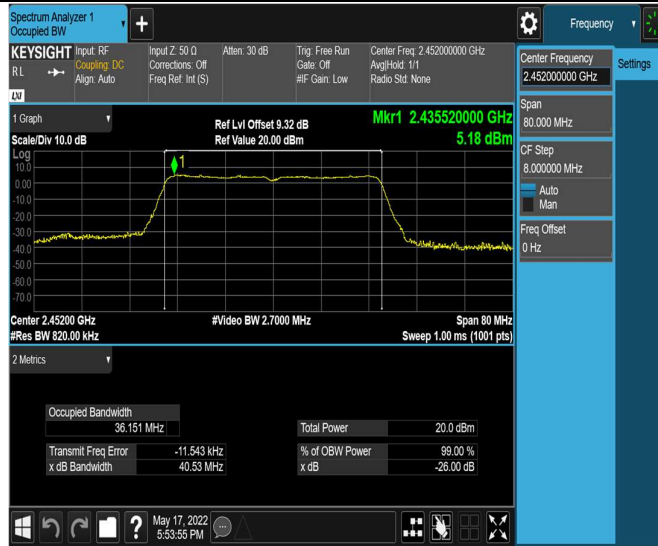 Spectrum Analyzer 1
Occupied BW
Frequency
KEYSIGHT
R L
LXI
Input: RF
Coupling: DC
Align: Auto
Input Z: 50 Ω
Corrections: Off
Freq Ref: Int (S)
Atten: 30 dB
Trig: Free Run
Gate: Off
#IF Gain: Low
Center Freq: 2.452000000 GHz
Avg|Hold: 1/1
Radio Std: None
Center Frequency
2.452000000 GHz
Settings
Span
80.000 MHz
CF Step
8.000000 MHz
Auto
Man
Freq Offset
0 Hz
1 Graph
Scale/Div 10.0 dB
Ref Lvl Offset 9.32 dB
Ref Value 20.00 dBm
Mkr1 2.435520000 GHz
5.18 dBm
Log
10.0
0.00
-10.0
-20.0
-30.0
-40.0
-50.0
-60.0
-70.0
1
Center 2.45200 GHz
#Res BW 820.00 kHz
#Video BW 2.7000 MHz
Span 80 MHz
Sweep 1.00 ms (1001 pts)
2 Metrics
Occupied Bandwidth
36.151 MHz
Total Power 20.0 dBm
Transmit Freq Error -11.543 kHz
% of OBW Power 99.00 %
x dB Bandwidth 40.53 MHz
x dB -26.00 dB
?
May 17, 2022
5:53:55 PM